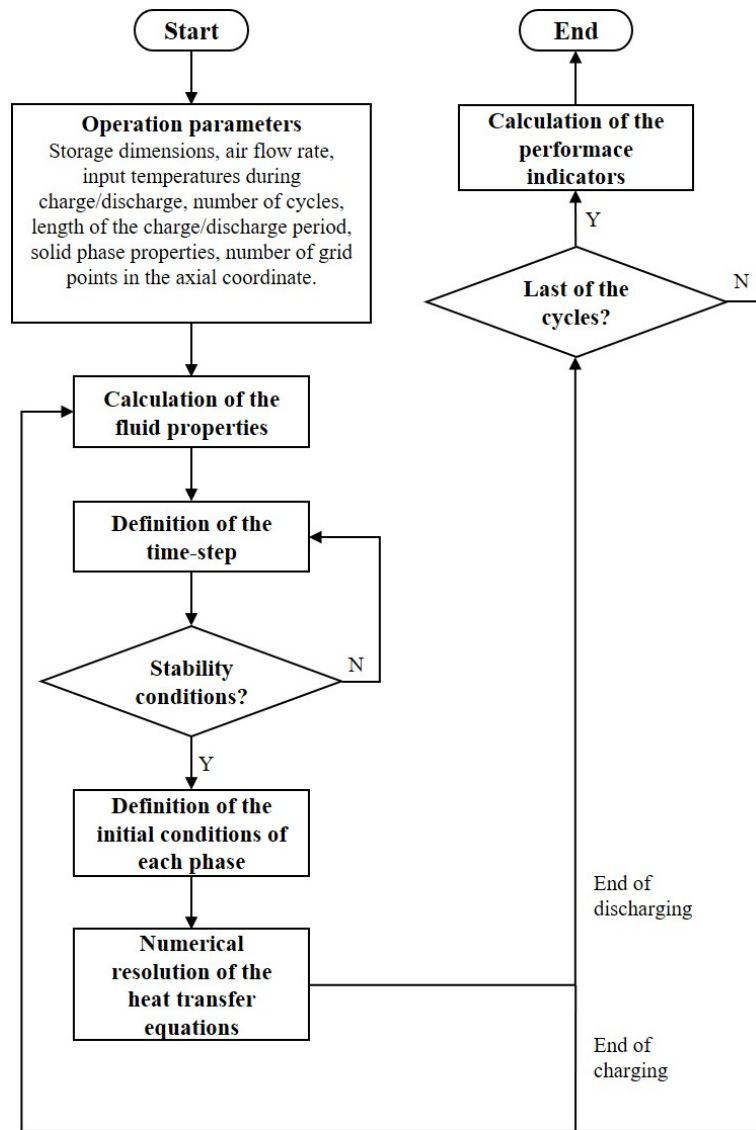 Start
Operation parameters
Storage dimensions, air flow rate,
input temperatures during
charge/discharge, number of cycles,
length of the charge/discharge period,
solid phase properties, number of grid
points in the axial coordinate.
Calculation of the
fluid properties
Definition of the
time-step
Stability
conditions?
N
Y
Definition of the
initial conditions of
each phase
Numerical
resolution of the
heat transfer
equations
End of
charging
End of
discharging
Last of the
cycles?
N
Y
Calculation of the
performace
indicators
End